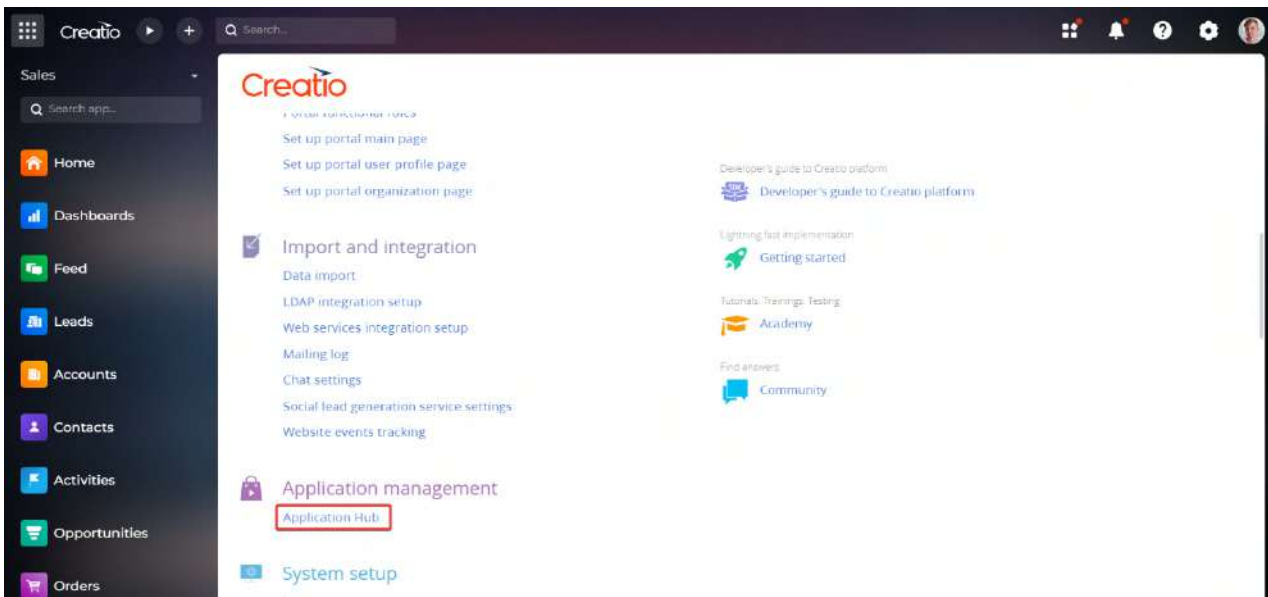 Creatio
Search...
Sales
Search app...
Home
Dashboards
Feed
Leads
Accounts
Contacts
Activities
Opportunities
Orders
Creatio
Portal functional roles
Set up portal main page
Set up portal user profile page
Set up portal organization page
Import and integration
Data import
LDAP integration setup
Web services integration setup
Mailing log
Chat settings
Social lead generation service settings
Website events tracking
Application management
Application Hub
System setup
Developer's guide to Creatio platform
SDK
Developer's guide to Creatio platform
Lightning fast implementation
Getting started
Tutorials. Trainings. Testing
Academy
Find answers
Community